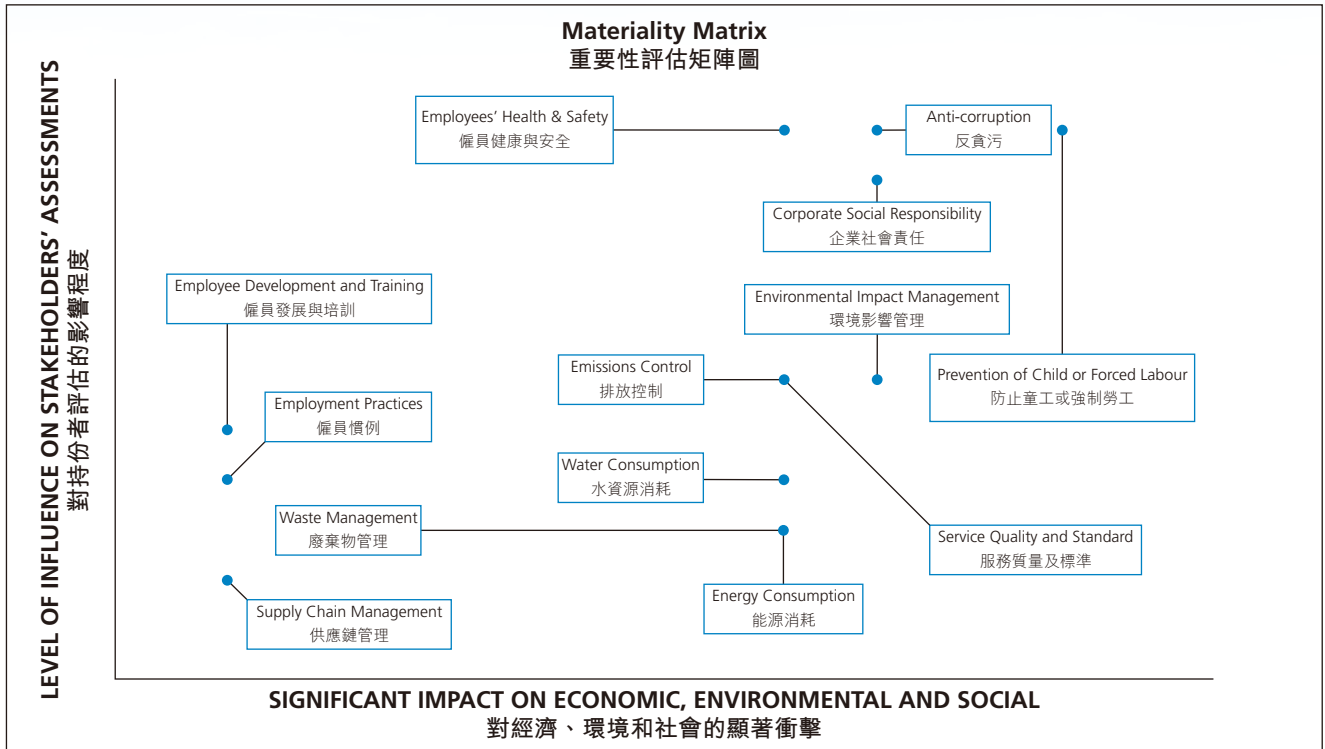 Materiality Matrix
重要性評估矩陣圖
LEVEL OF INFLUENCE ON STAKEHOLDERS' ASSESSMENTS
對持份者評估的影響程度
Employees' Health & Safety
僱員健康與安全
Anti-corruption
反貪污
Corporate Social Responsibility
企業社會責任
Employee Development and Training
僱員發展與培訓
Environmental Impact Management
環境影響管理
Emissions Control
排放控制
Prevention of Child or Forced Labour
防止童工或強制勞工
Employment Practices
僱員慣例
Water Consumption
水資源消耗
Waste Management
廢棄物管理
Service Quality and Standard
服務質量及標準
Energy Consumption
能源消耗
Supply Chain Management
供應鏈管理
SIGNIFICANT IMPACT ON ECONOMIC, ENVIRONMENTAL AND SOCIAL
對經濟、環境和社會的顯著衝擊